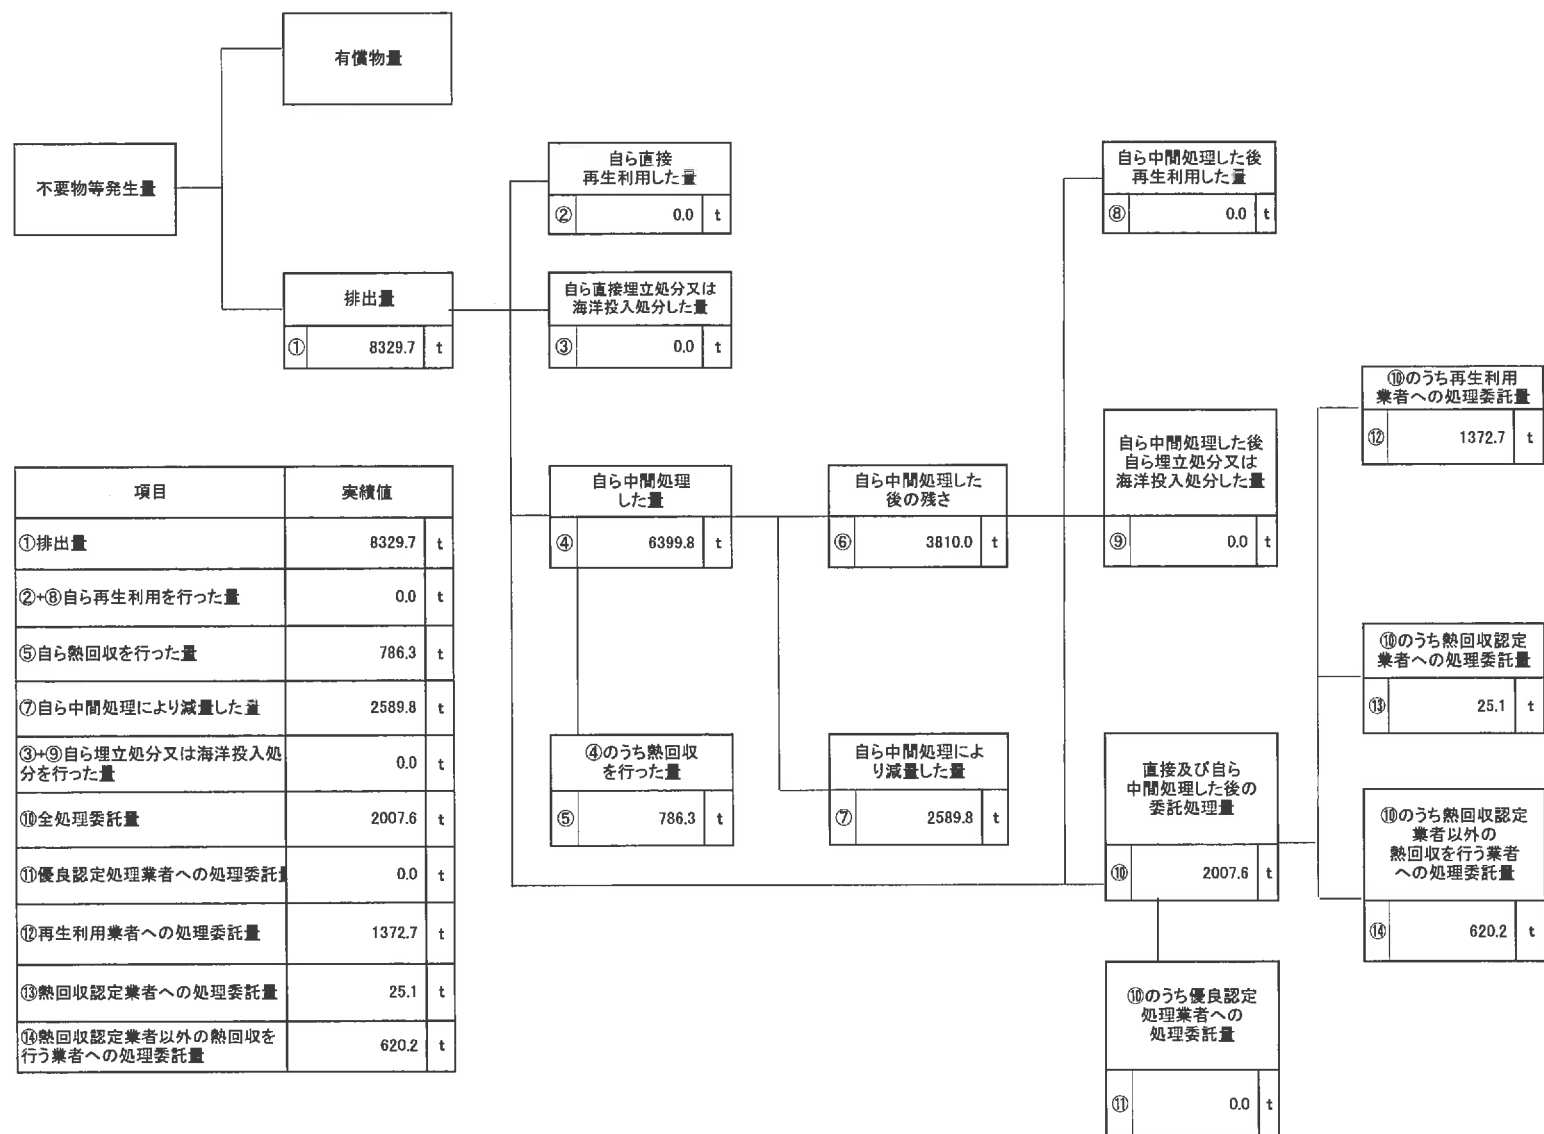 有償物量
不要物等発生量
排出量
① 8329.7 t
自ら直接
再生利用した量
② 0.0 t
自ら直接埋立処分又は
海洋投入処分した量
③ 0.0 t
自ら中間処理
した量
④ 6399.8 t
④のうち熱回収
を行った量
⑤ 786.3 t
自ら中間処理した
後の残さ
⑥ 3810.0 t
自ら中間処理によ
り減量した量
⑦ 2589.8 t
自ら中間処理した後
再生利用した量
⑧ 0.0 t
自ら中間処理した後
自ら埋立処分又は
海洋投入処分した量
⑨ 0.0 t
直接及び自ら
中間処理した後の
委託処理量
⑩ 2007.6 t
⑩のうち優良認定
処理業者への
処理委託量
⑪ 0.0 t
⑩のうち再生利用
業者への処理委託量
⑫ 1372.7 t
⑩のうち熱回収認定
業者への処理委託量
⑬ 25.1 t
⑩のうち熱回収認定
業者以外の
熱回収を行う業者
への処理委託量
⑭ 620.2 t
項目 実績値
①排出量 8329.7 t
②+⑧自ら再生利用を行った量 0.0 t
⑤自ら熱回収を行った量 786.3 t
⑦自ら中間処理により減量した量 2589.8 t
③+⑨自ら埋立処分又は海洋投入処
分を行った量 0.0 t
⑩全処理委託量 2007.6 t
⑪優良認定処理業者への処理委託量 0.0 t
⑫再生利用業者への処理委託量 1372.7 t
⑬熱回収認定業者への処理委託量 25.1 t
⑭熱回収認定業者以外の熱回収を
行う業者への処理委託量 620.2 t